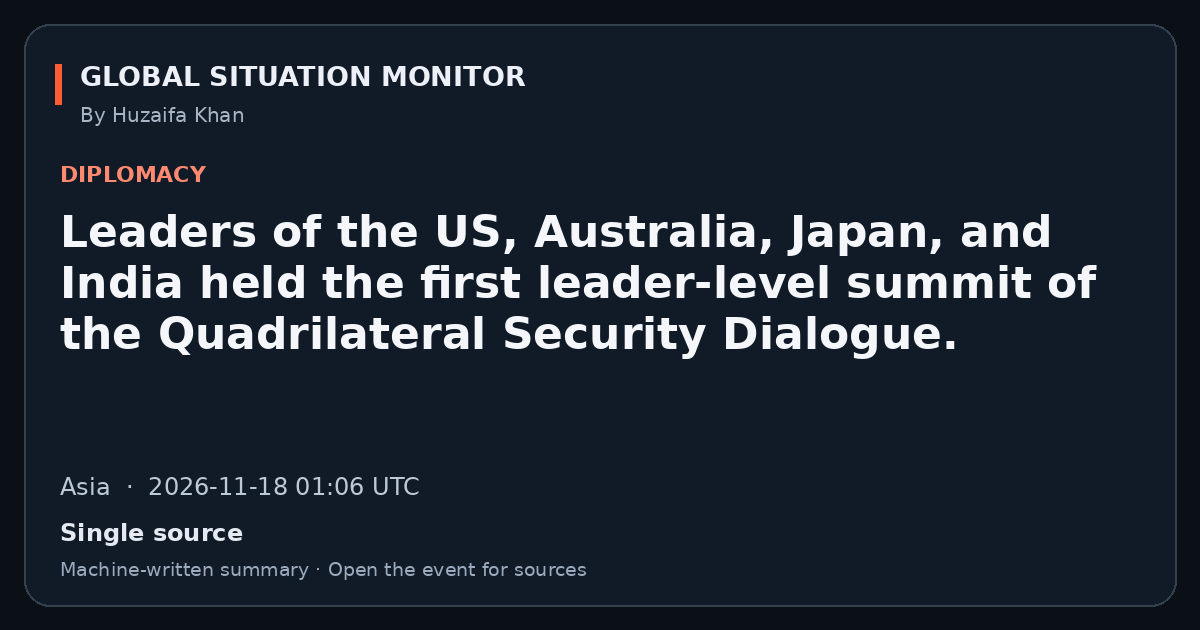 GLOBAL SITUATION MONITOR
By Huzaifa Khan
DIPLOMACY
Leaders of the US, Australia, Japan, and
India held the first leader-level summit of
the Quadrilateral Security Dialogue.
Asia · 2026-11-18 01:06 UTC
Single source
Machine-written summary · Open the event for sources